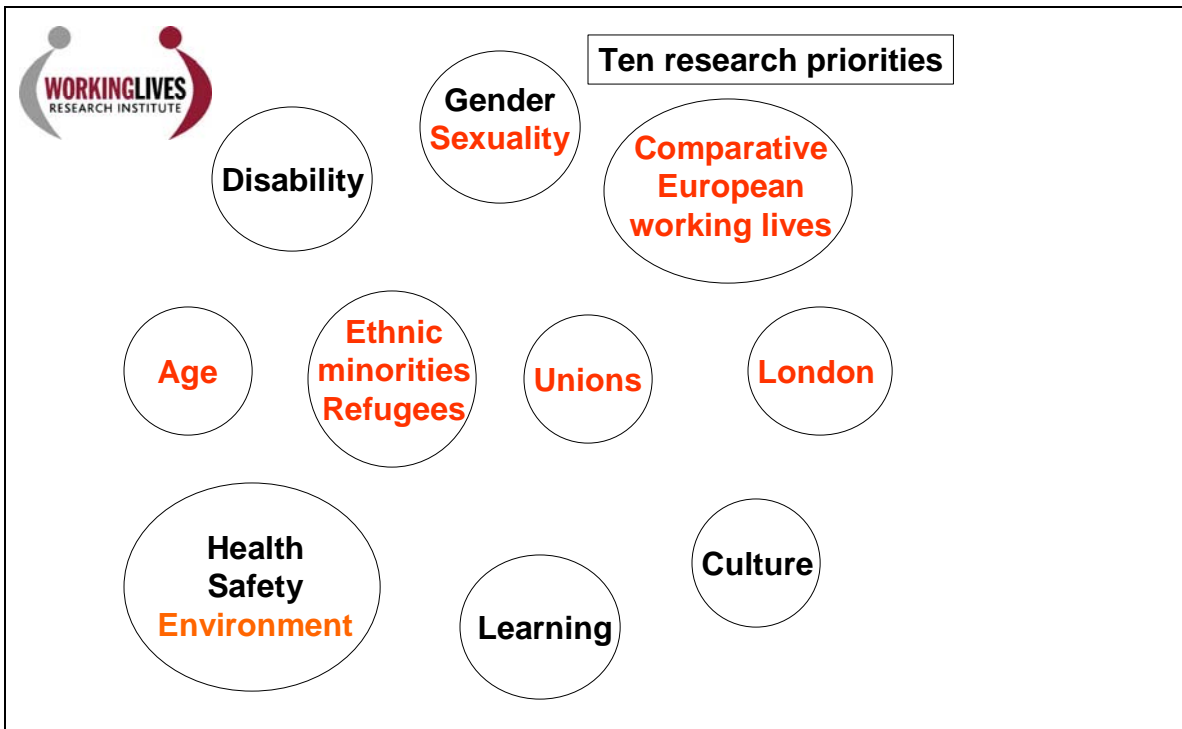 WORKINGLIVES
RESEARCH INSTITUTE
Ten research priorities
Gender
Sexuality
Disability
Comparative
European
working lives
Age
Ethnic
minorities
Refugees
Unions
London
Health
Safety
Environment
Learning
Culture